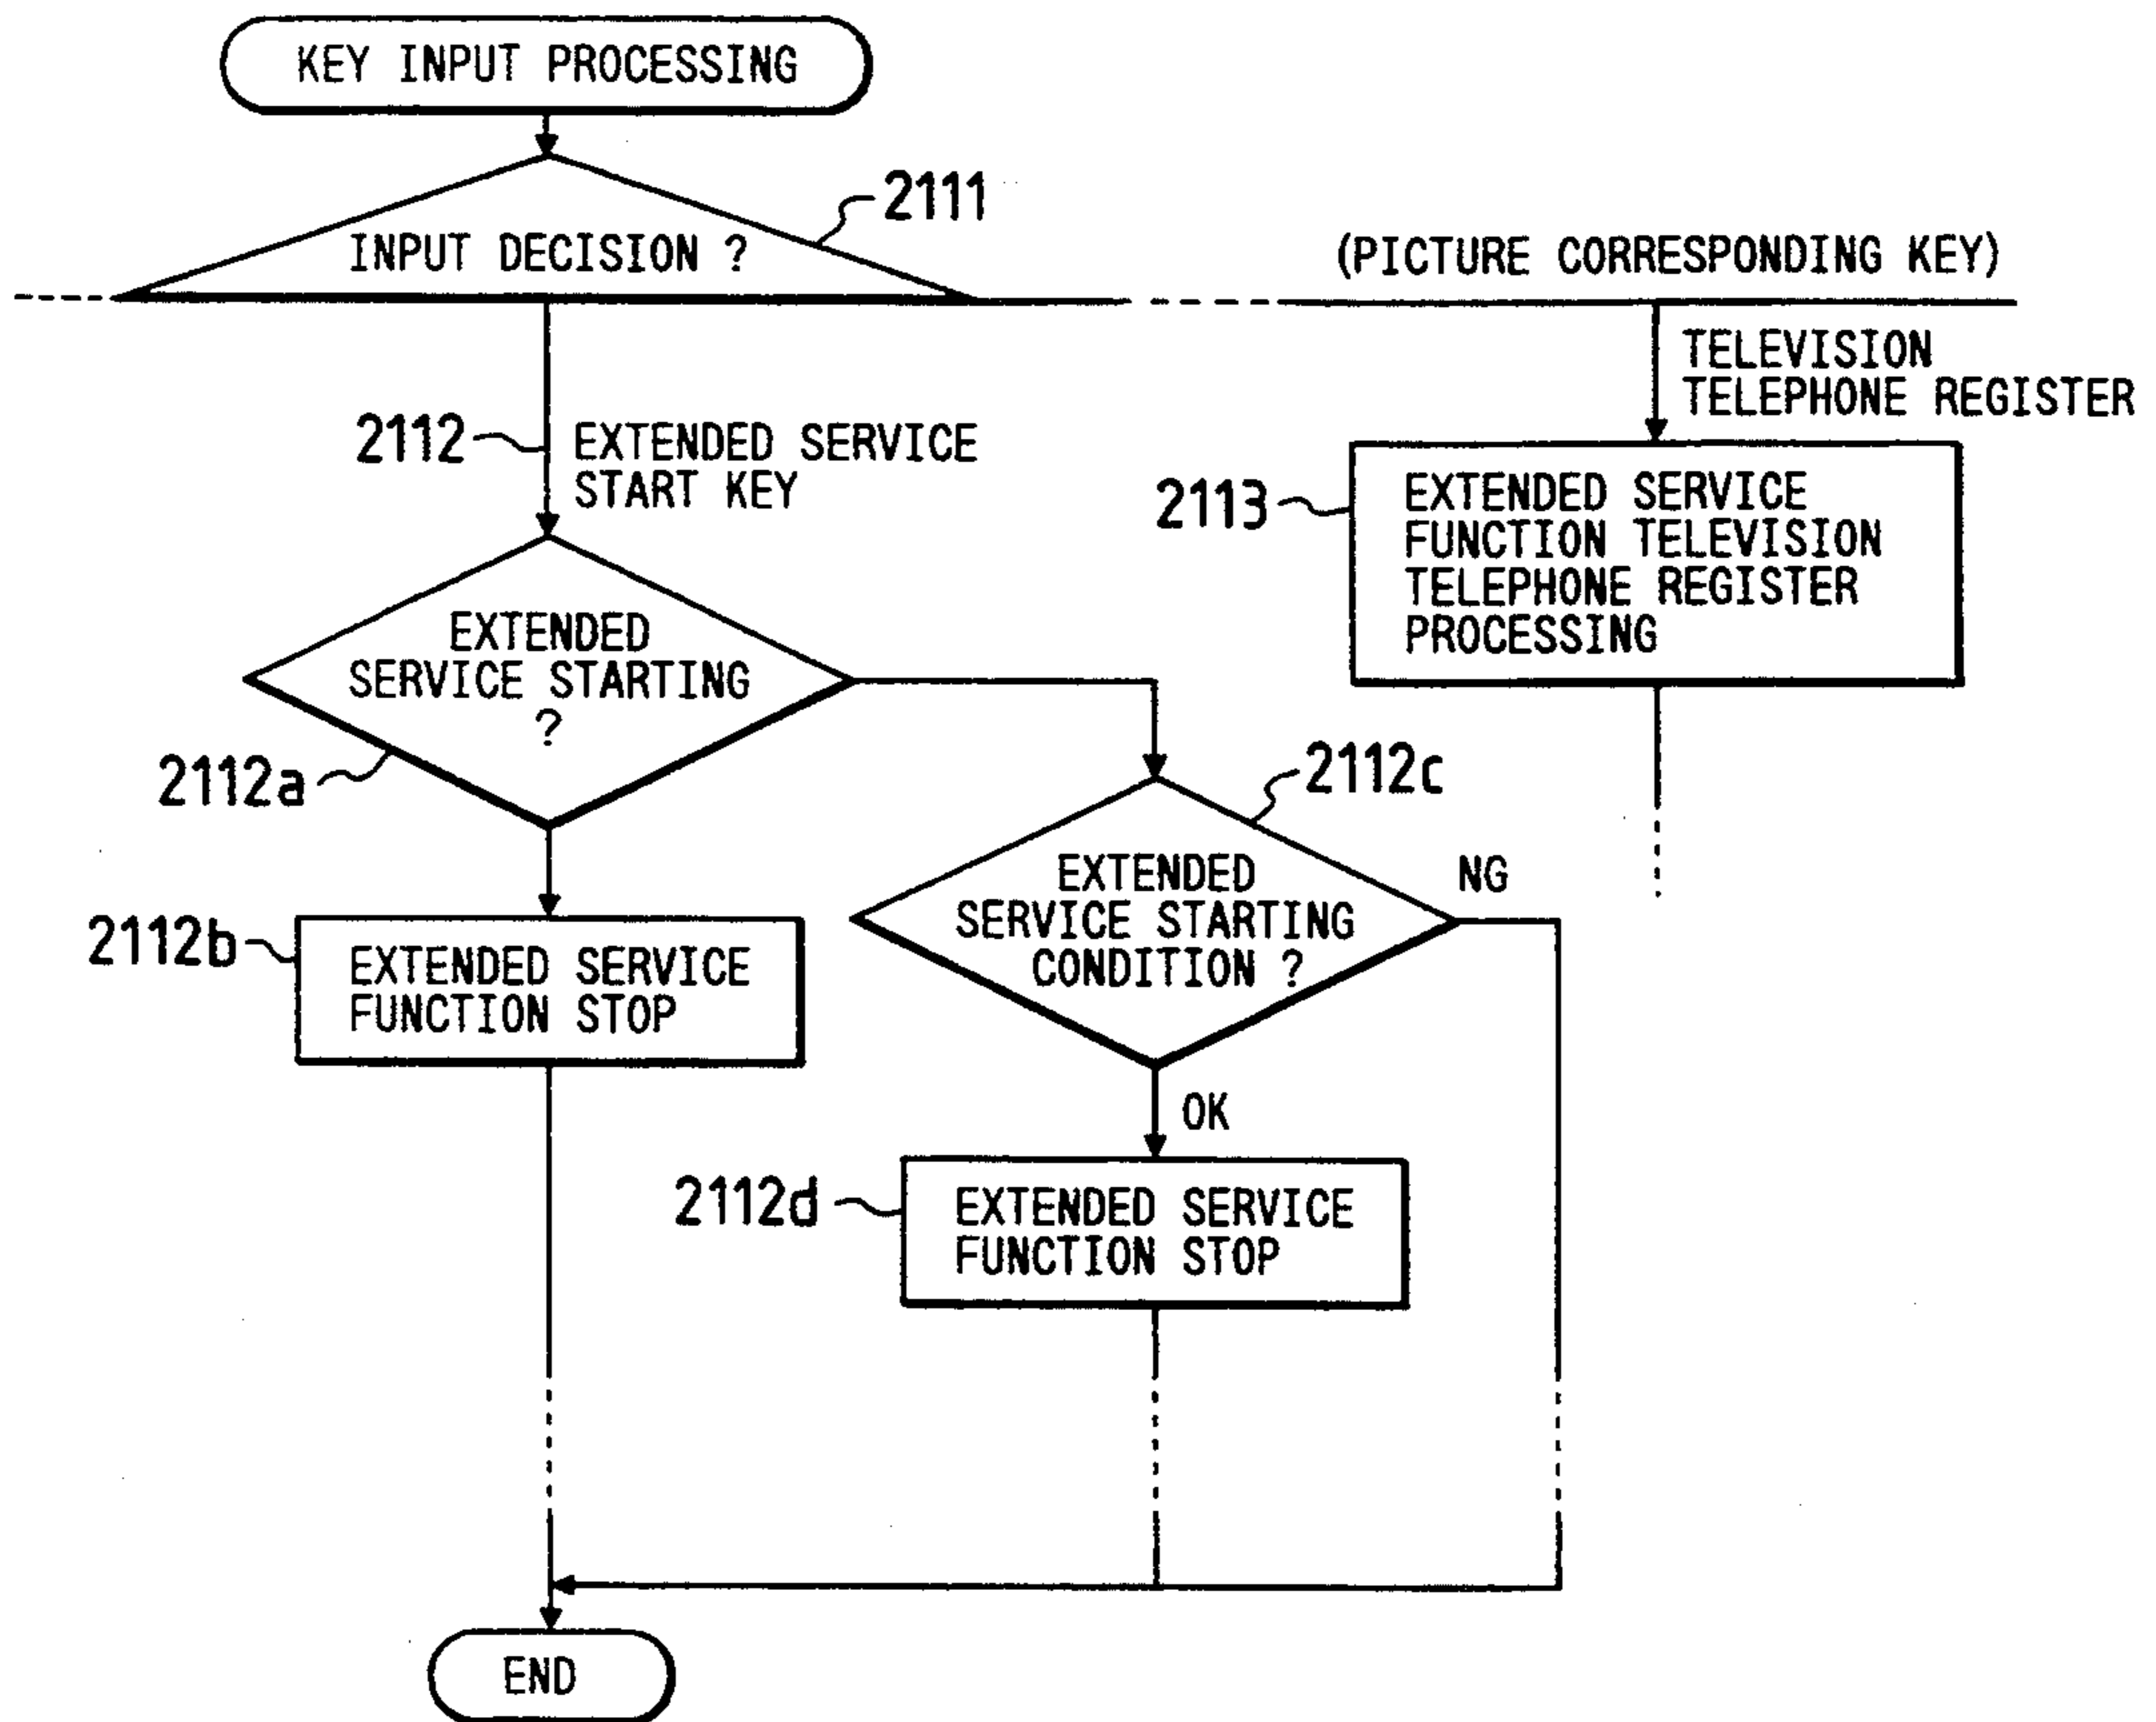 KEY INPUT PROCESSING
2111
INPUT DECISION ?
(PICTURE CORRESPONDING KEY)
TELEVISION
TELEPHONE REGISTER
2112
EXTENDED SERVICE
START KEY
2113
EXTENDED SERVICE
FUNCTION TELEVISION
TELEPHONE REGISTER
PROCESSING
EXTENDED
SERVICE STARTING
?
2112a
2112c
EXTENDED
SERVICE STARTING
CONDITION ?
NG
2112b
EXTENDED SERVICE
FUNCTION STOP
OK
2112d
EXTENDED SERVICE
FUNCTION STOP
END